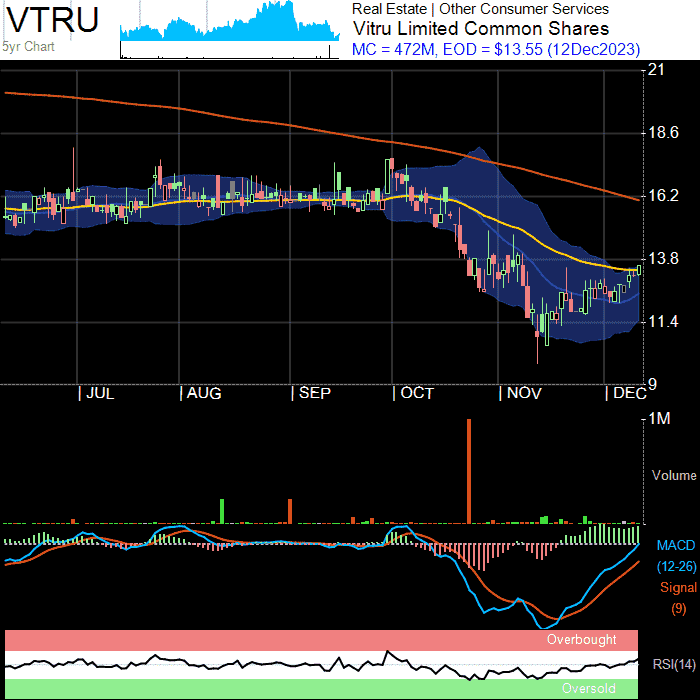 VTRU
5yr Chart
Real Estate | Other Consumer Services
Vitru Limited Common Shares
MC = 472M, EOD = $13.55 (12Dec2023)
21
18.6
16.2
13.8
11.4
9
| JUL | AUG | SEP | OCT | NOV | DEC
1M
Volume
MACD
(12-26)
Signal
(9)
Overbought
RSI(14)
Oversold